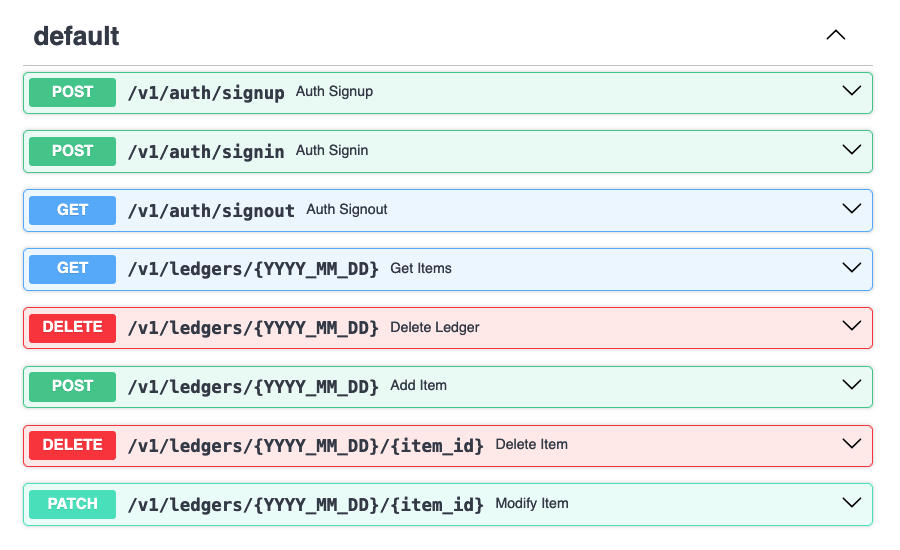 default
POST /v1/auth/signup Auth Signup
POST /v1/auth/signin Auth Signin
GET /v1/auth/signout Auth Signout
GET /v1/ledgers/{YYYY_MM_DD} Get Items
DELETE /v1/ledgers/{YYYY_MM_DD} Delete Ledger
POST /v1/ledgers/{YYYY_MM_DD} Add Item
DELETE /v1/ledgers/{YYYY_MM_DD}/{item_id} Delete Item
PATCH /v1/ledgers/{YYYY_MM_DD}/{item_id} Modify Item